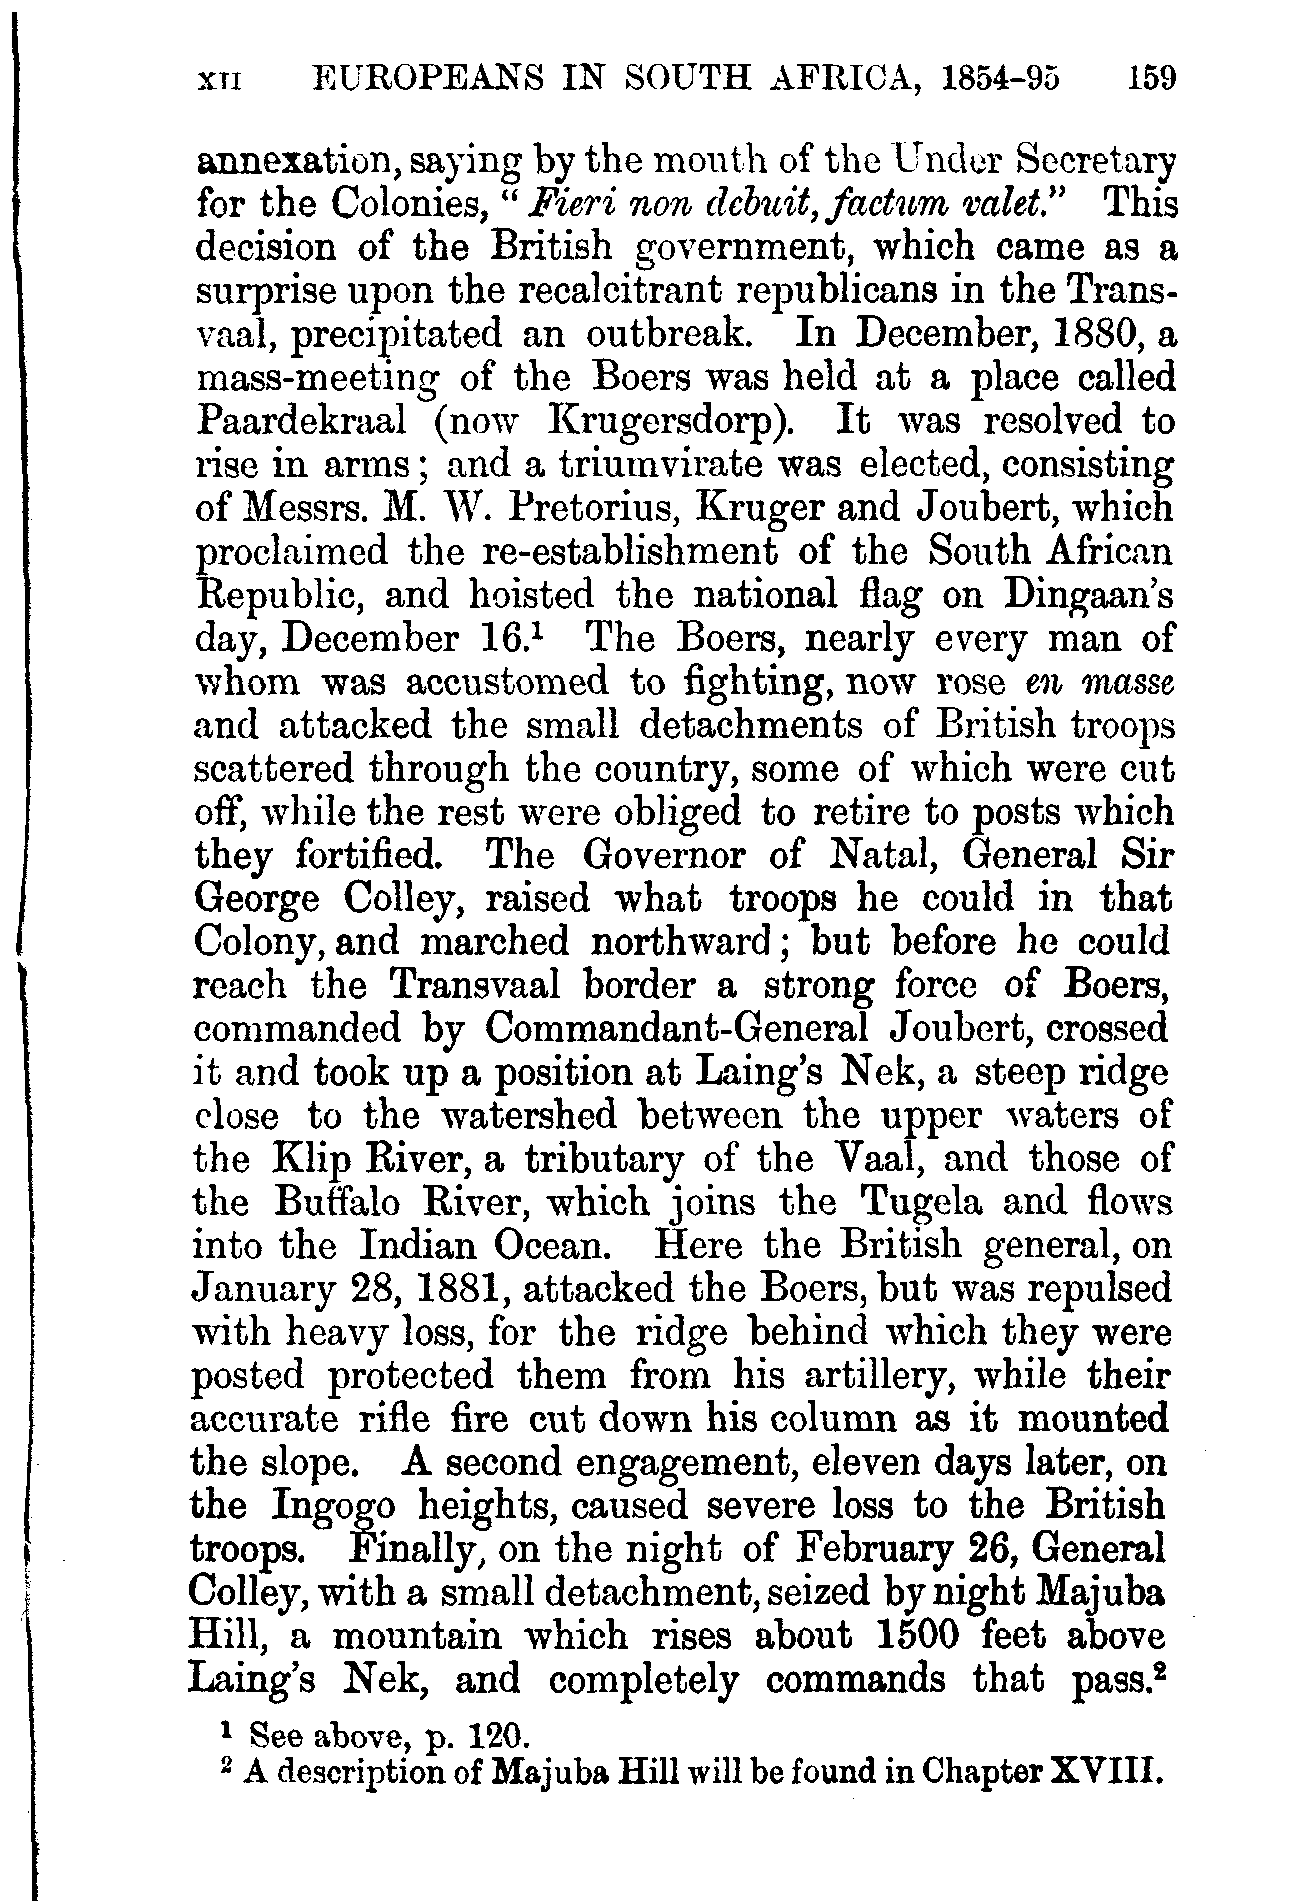 XII EUROPEANS IN SOUTH AFRICA, 1854–95 159
annexation, saying by the mouth of the Under Secretary
for the Colonies, “ Fieri non debuit, factum valet.” This
decision of the British government, which came as a
surprise upon the recalcitrant republicans in the Trans-
vaal, precipitated an outbreak. In December, 1880, a
mass-meeting of the Boers was held at a place called
Paardekraal (now Krugersdorp). It was resolved to
rise in arms ; and a triumvirate was elected, consisting
of Messrs. M. W. Pretorius, Kruger and Joubert, which
proclaimed the re-establishment of the South African
Republic, and hoisted the national flag on Dingaan’s
day, December 16.¹ The Boers, nearly every man of
whom was accustomed to fighting, now rose en masse
and attacked the small detachments of British troops
scattered through the country, some of which were cut
off, while the rest were obliged to retire to posts which
they fortified. The Governor of Natal, General Sir
George Colley, raised what troops he could in that
Colony, and marched northward ; but before he could
reach the Transvaal border a strong force of Boers,
commanded by Commandant-General Joubert, crossed
it and took up a position at Laing’s Nek, a steep ridge
close to the watershed between the upper waters of
the Klip River, a tributary of the Vaal, and those of
the Buffalo River, which joins the Tugela and flows
into the Indian Ocean. Here the British general, on
January 28, 1881, attacked the Boers, but was repulsed
with heavy loss, for the ridge behind which they were
posted protected them from his artillery, while their
accurate rifle fire cut down his column as it mounted
the slope. A second engagement, eleven days later, on
the Ingogo heights, caused severe loss to the British
troops. Finally, on the night of February 26, General
Colley, with a small detachment, seized by night Majuba
Hill, a mountain which rises about 1500 feet above
Laing’s Nek, and completely commands that pass.²
¹ See above, p. 120.
² A description of Majuba Hill will be found in Chapter XVIII.